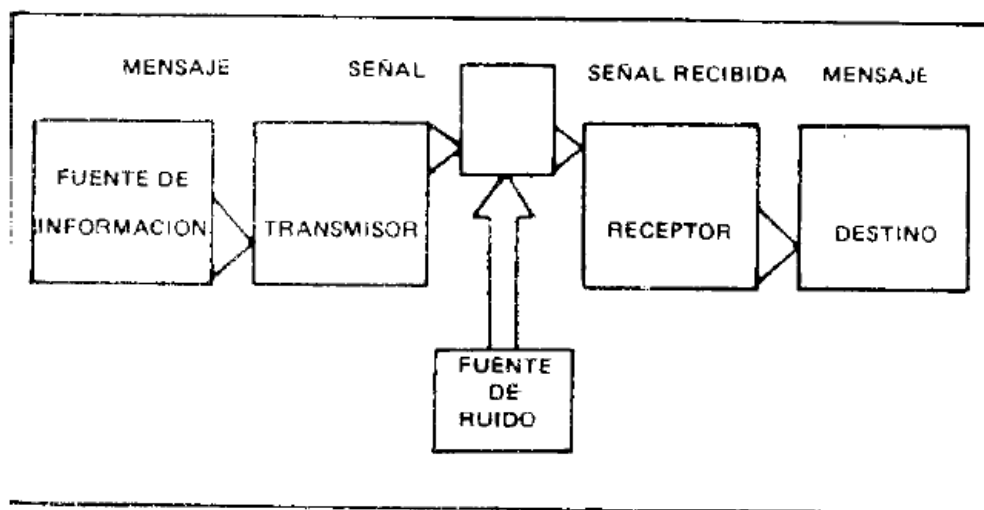 MENSAJE
SEÑAL
SEÑAL RECIBIDA
MENSAJE
FUENTE DE
INFORMACION
TRANSMISOR
RECEPTOR
DESTINO
FUENTE
DE
RUIDO